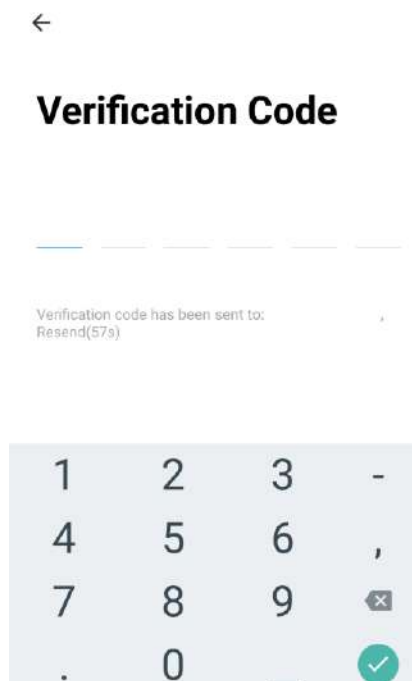 Verification Code
Verification code has been sent to:
Resend(57s)
1 2 3 -
4 5 6 ,
7 8 9
. 0